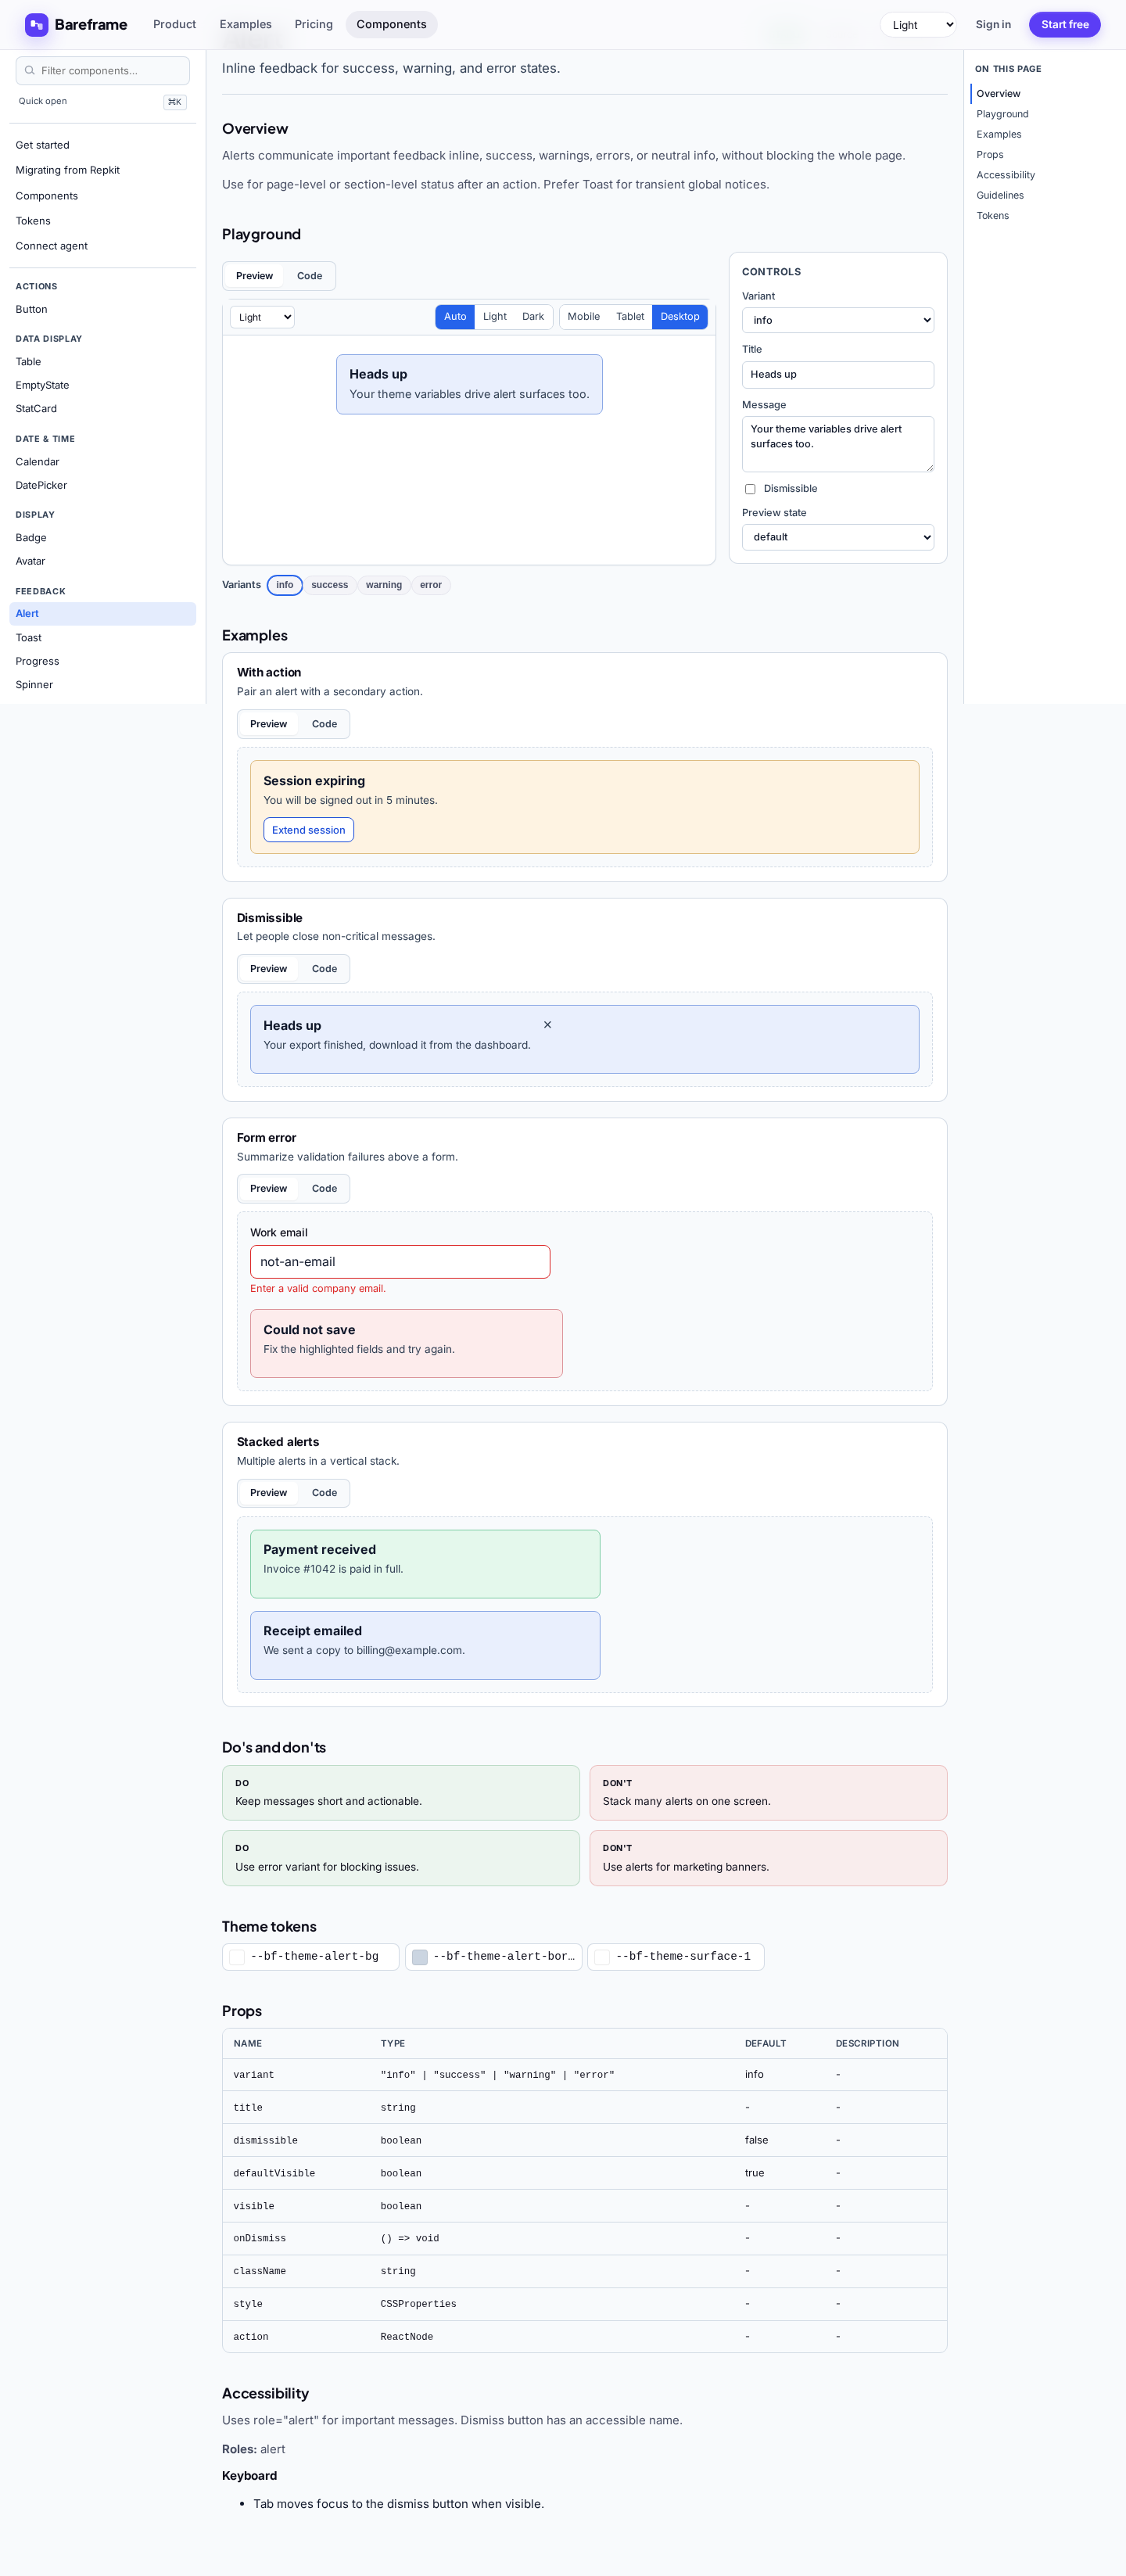 Bareframe
Product
Examples
Pricing
Components
Light
Sign in
Start free
Filter components...
Quick open
⌘K
Get started
Migrating from Repkit
Components
Tokens
Connect agent
ACTIONS
Button
DATA DISPLAY
Table
EmptyState
StatCard
DATE & TIME
Calendar
DatePicker
DISPLAY
Badge
Avatar
FEEDBACK
Alert
Toast
Progress
Spinner
Inline feedback for success, warning, and error states.
Overview
Alerts communicate important feedback inline, success, warnings, errors, or neutral info, without blocking the whole page.
Use for page-level or section-level status after an action. Prefer Toast for transient global notices.
Playground
Preview
Code
Light
Auto
Light
Dark
Mobile
Tablet
Desktop
Heads up
Your theme variables drive alert surfaces too.
CONTROLS
Variant
info
Title
Heads up
Message
Your theme variables drive alert
surfaces too.
Dismissible
Preview state
default
Variants
info
success
warning
error
Examples
With action
Pair an alert with a secondary action.
Preview
Code
Session expiring
You will be signed out in 5 minutes.
Extend session
Dismissible
Let people close non-critical messages.
Preview
Code
Heads up
×
Your export finished, download it from the dashboard.
Form error
Summarize validation failures above a form.
Preview
Code
Work email
not-an-email
Enter a valid company email.
Could not save
Fix the highlighted fields and try again.
Stacked alerts
Multiple alerts in a vertical stack.
Preview
Code
Payment received
Invoice #1042 is paid in full.
Receipt emailed
We sent a copy to billing@example.com.
Do's and don'ts
DO
Keep messages short and actionable.
DON'T
Stack many alerts on one screen.
DO
Use error variant for blocking issues.
DON'T
Use alerts for marketing banners.
Theme tokens
--bf-theme-alert-bg
--bf-theme-alert-bor…
--bf-theme-surface-1
Props
NAME TYPE DEFAULT DESCRIPTION
variant "info" | "success" | "warning" | "error" info -
title string - -
dismissible boolean false -
defaultVisible boolean true -
visible boolean - -
onDismiss () => void - -
className string - -
style CSSProperties - -
action ReactNode - -
Accessibility
Uses role="alert" for important messages. Dismiss button has an accessible name.
Roles: alert
Keyboard
• Tab moves focus to the dismiss button when visible.
ON THIS PAGE
Overview
Playground
Examples
Props
Accessibility
Guidelines
Tokens